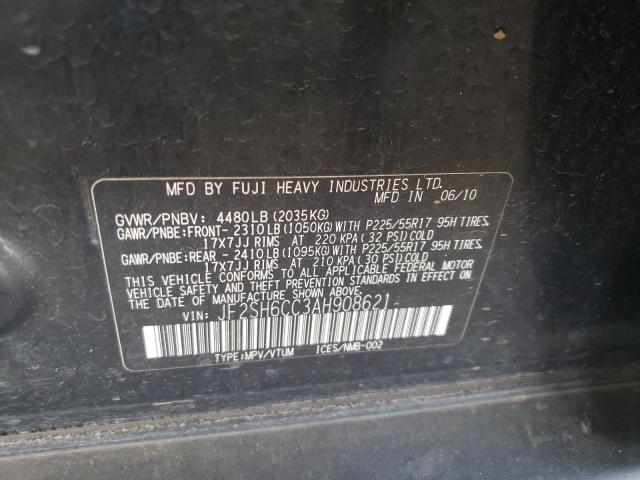 MFD BY FUJI HEAVY INDUSTRIES LTD.
MFD IN 06/10
GVWR/PNBV: 4480LB(2035KG)
GAWR/PNBE:FRONT- 2310LB(1050KG)WITH P225/55R17 95H TIRES,
17X7JJ RIMS AT 220 KPA(32 PSI)COLD
GAWR/PNBE:REAR - 2410LB(1095KG)WITH P225/55R17 95H TIRES,
17X7JJ RIMS AT 210 KPA(30 PSI)COLD
THIS VEHICLE CONFORMS TO ALL APPLICABLE FEDERAL MOTOR
VEHICLE SAFETY AND BUMPER STANDARDS IN EFFECT ON THE
DATE OF MANUFACTURE SHOWN ABOVE.
VIN: JF2SH6CC3AH908621
TYPE:MPV/VTUM ICES/NMB-002